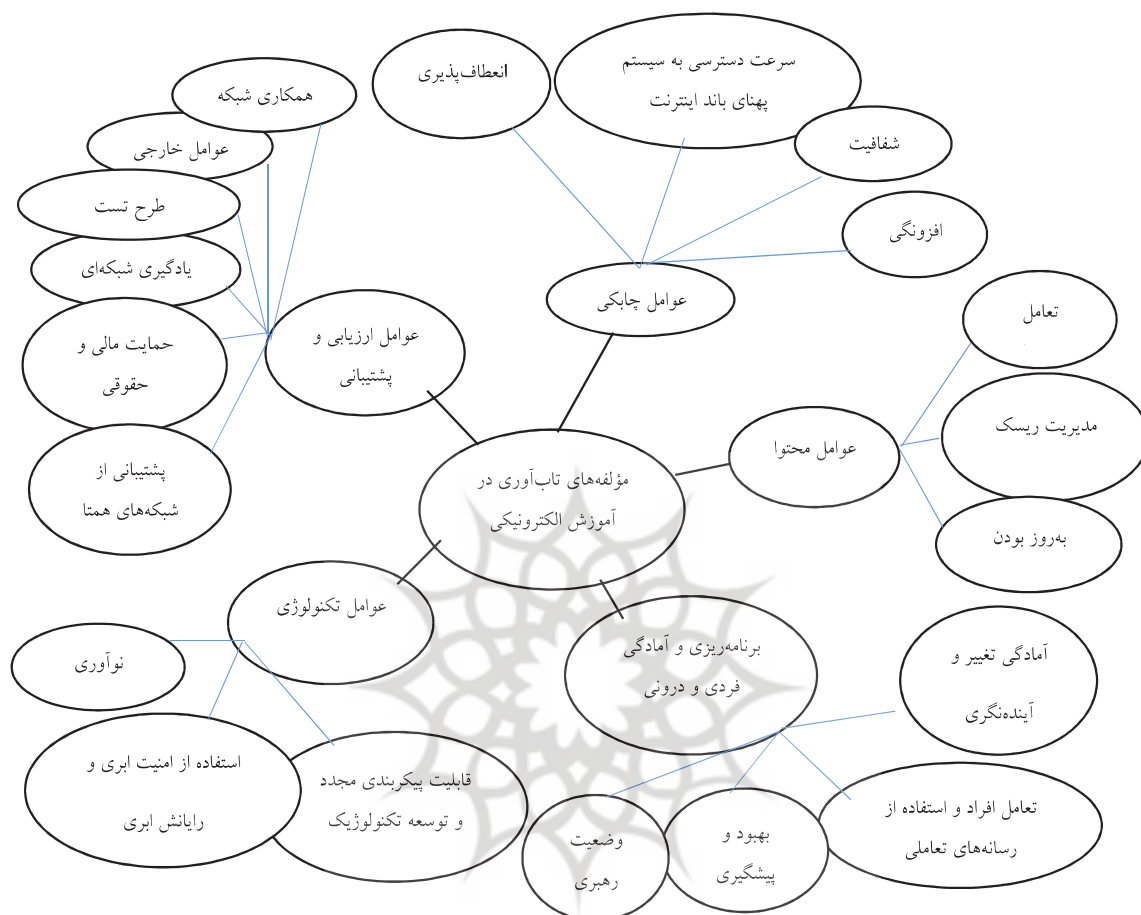 همکاری شبکه
عوامل خارجی
طرح تست
یادگیری شبکه‌ای
حمایت مالی و
حقوقی
پشتیبانی از
شبکه‌های همتا
عوامل ارزیابی و
پشتیبانی
انعطاف‌پذیری
سرعت دسترسی به سیستم
پهنای باند اینترنت
شفافیت
افزونگی
عوامل چابکی
تعامل
مدیریت ریسک
به‌روز بودن
عوامل محتوا
مؤلفه‌های تاب‌آوری در
آموزش الکترونیکی
عوامل تکنولوژی
نوآوری
استفاده از امنیت ابری و
رایانش ابری
قابلیت پیکربندی مجدد
و توسعه تکنولوژیک
برنامه‌ریزی و آمادگی
فردی و درونی
آمادگی تغییر و
آینده‌نگری
تعامل افراد و استفاده از
رسانه‌های تعاملی
بهبود و
پیشگیری
وضعیت
رهبری